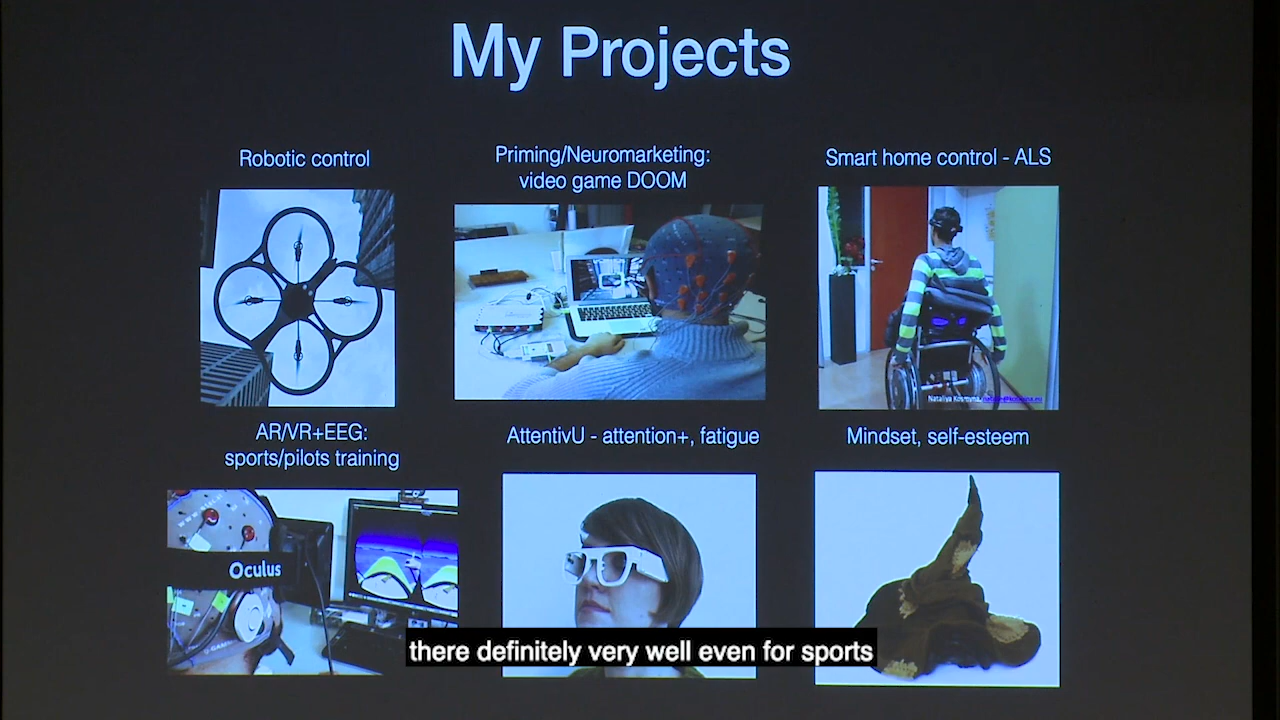 My Projects
Robotic control
Priming/Neuromarketing:
video game DOOM
Smart home control - ALS
AR/VR+EEG:
sports/pilots training
AttentivU - attention+, fatigue
Mindset, self-esteem
Oculus
there definitely very well even for sports